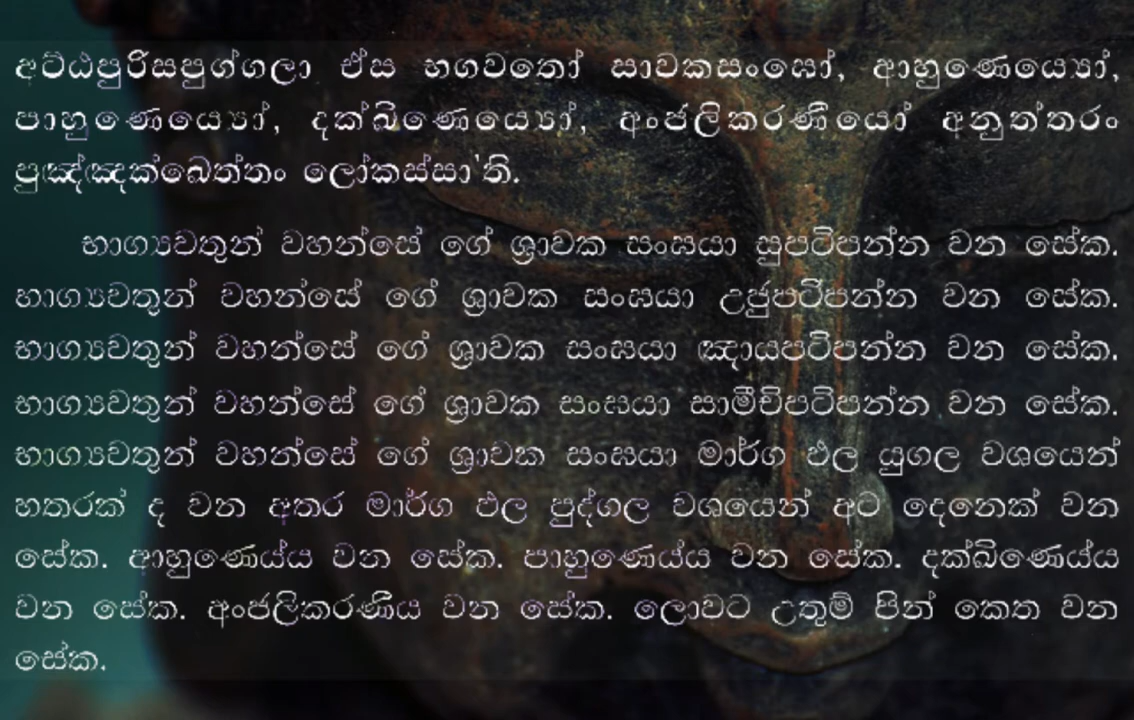 අට්ඨපුරිසපුග්ගලා ඒස භගවතෝ සාවකසංඝෝ, ආහුණෙය්‍යො,
පාහුණෙය්‍යො, දක්ඛිණෙය්‍යො, අංජලිකරණීයෝ අනුත්තරං
පුඤ්ඤක්ඛෙත්තං ලෝකස්සා'ති.
භාග්‍යවතුන් වහන්සේ ගේ ශ්‍රාවක සංඝයා සුපටිපන්න වන සේක.
භාග්‍යවතුන් වහන්සේ ගේ ශ්‍රාවක සංඝයා උජුපටිපන්න වන සේක.
භාග්‍යවතුන් වහන්සේ ගේ ශ්‍රාවක සංඝයා ඤායපටිපන්න වන සේක.
භාග්‍යවතුන් වහන්සේ ගේ ශ්‍රාවක සංඝයා සාමීචිපටිපන්න වන සේක.
භාග්‍යවතුන් වහන්සේ ගේ ශ්‍රාවක සංඝයා මාර්ග ඵල යුගල වශයෙන්
හතරක් ද වන අතර මාර්ග ඵල පුද්ගල වශයෙන් අට දෙනෙක් වන
සේක. ආහුණෙය්ය වන සේක. පාහුණෙය්ය වන සේක. දක්ඛිණෙය්ය
වන සේක. අංජලිකරණීය වන සේක. ලොවට උතුම් පින් කෙත වන
සේක.